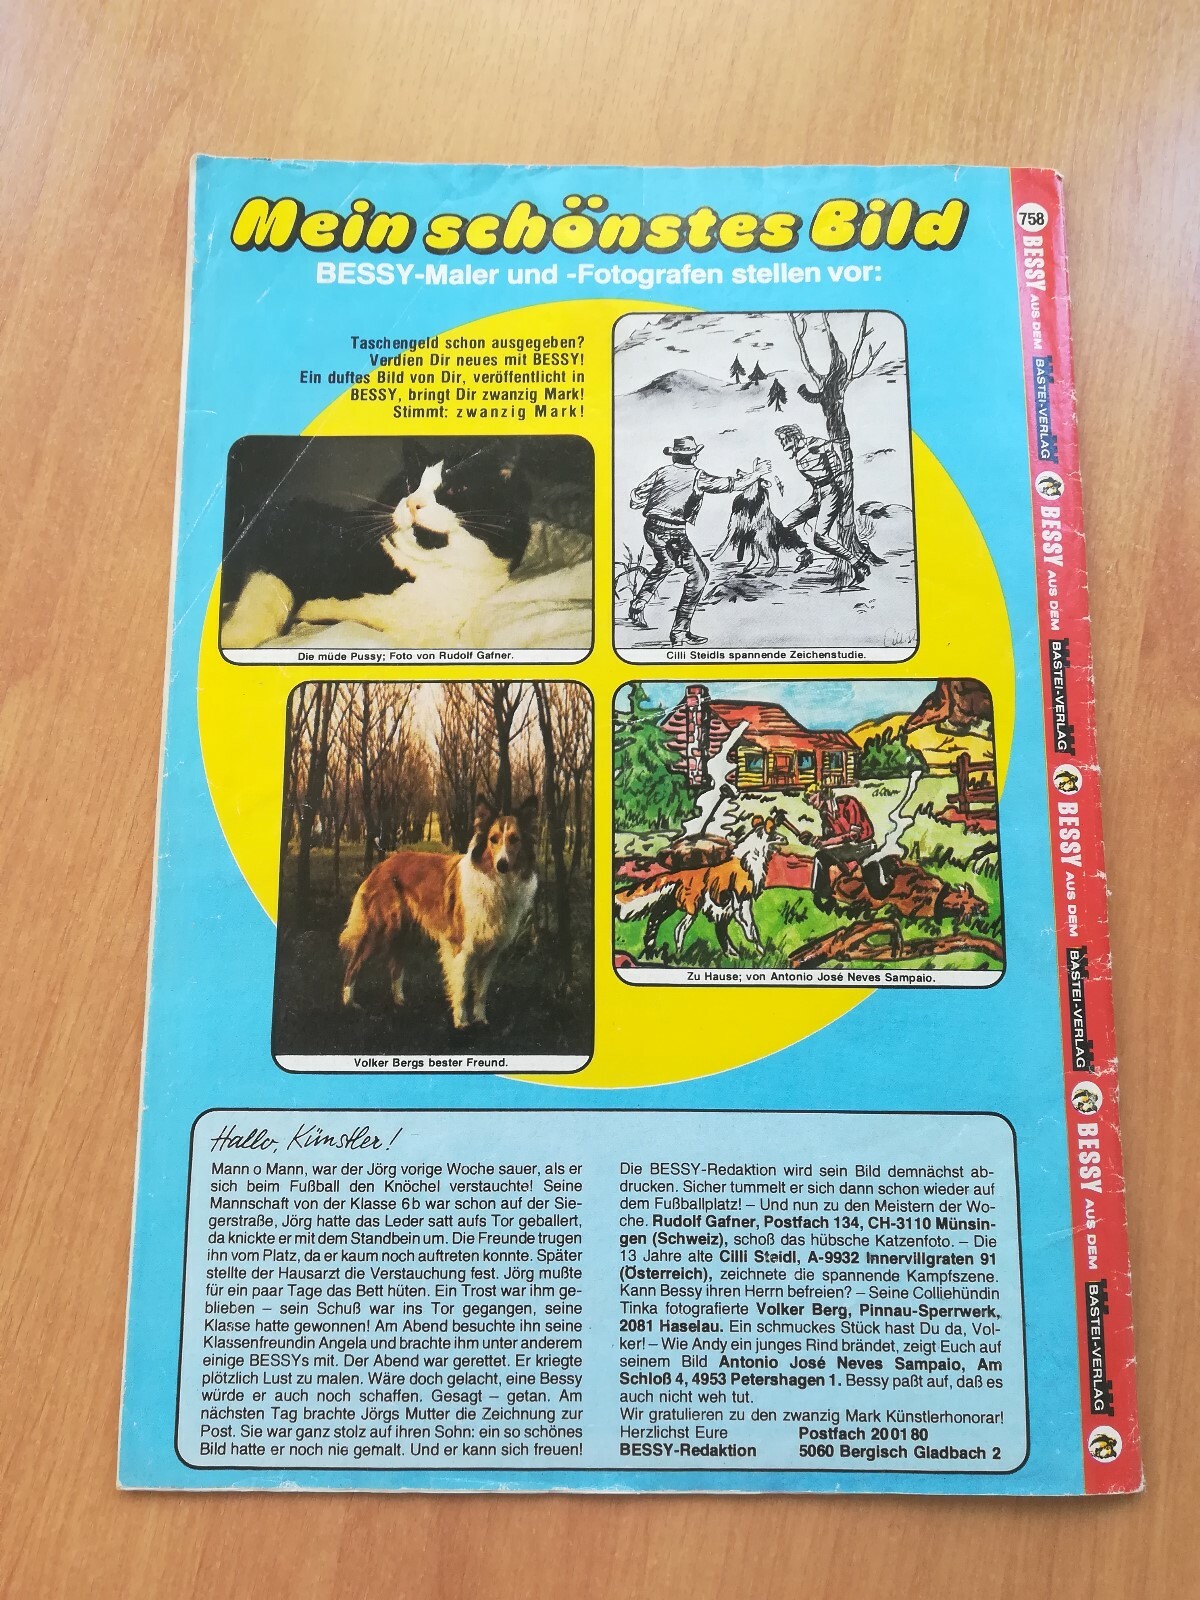 Mein schönstes Bild
BESSY-Maler und -Fotografen stellen vor:
Taschengeld schon ausgegeben?
Verdien Dir neues mit BESSY!
Ein duftes Bild von Dir, veröffentlicht in
BESSY, bringt Dir zwanzig Mark!
Stimmt: zwanzig Mark!
Die müde Pussy; Foto von Rudolf Gafner.
Cilli Steidls spannende Zeichenstudie.
Volker Bergs bester Freund.
Zu Hause; von Antonio José Neves Sampaio.
Hallo, Künstler!
Mann o Mann, war der Jörg vorige Woche sauer, als er
sich beim Fußball den Knöchel verstauchte! Seine
Mannschaft von der Klasse 6b war schon auf der Sie-
gerstraße, Jörg hatte das Leder satt aufs Tor geballert,
da knickte er mit dem Standbein um. Die Freunde trugen
ihn vom Platz, da er kaum noch auftreten konnte. Später
stellte der Hausarzt die Verstauchung fest. Jörg mußte
für ein paar Tage das Bett hüten. Ein Trost war ihm ge-
blieben – sein Schuß war ins Tor gegangen, seine
Klasse hatte gewonnen! Am Abend besuchte ihn seine
Klassenfreundin Angela und brachte ihm unter anderem
einige BESSYs mit. Der Abend war gerettet. Er kriegte
plötzlich Lust zu malen. Wäre doch gelacht, eine Bessy
würde er auch noch schaffen. Gesagt – getan. Am
nächsten Tag brachte Jörgs Mutter die Zeichnung zur
Post. Sie war ganz stolz auf ihren Sohn: ein so schönes
Bild hatte er noch nie gemalt. Und er kann sich freuen!
Die BESSY-Redaktion wird sein Bild demnächst ab-
drucken. Sicher tummelt er sich dann schon wieder auf
dem Fußballplatz! – Und nun zu den Meistern der Wo-
che. Rudolf Gafner, Postfach 134, CH-3110 Münsin-
gen (Schweiz), schoß das hübsche Katzenfoto. – Die
13 Jahre alte Cilli Steidl, A-9932 Innervillgraten 91
(Österreich), zeichnete die spannende Kampfszene.
Kann Bessy ihren Herrn befreien? – Seine Colliehündin
Tinka fotografierte Volker Berg, Pinnau-Sperrwerk,
2081 Haselau. Ein schmuckes Stück hast Du da, Vol-
ker! – Wie Andy ein junges Rind brändet, zeigt Euch auf
seinem Bild Antonio José Neves Sampaio, Am
Schloß 4, 4953 Petershagen 1. Bessy paßt auf, daß es
auch nicht weh tut.
Wir gratulieren zu den zwanzig Mark Künstlerhonorar!
Herzlichst Eure Postfach 200180
BESSY-Redaktion 5060 Bergisch Gladbach 2
758
BESSY AUS DEM BASTEI-VERLAG
BESSY AUS DEM BASTEI-VERLAG
BESSY AUS DEM BASTEI-VERLAG
BESSY AUS DEM BASTEI-VERLAG